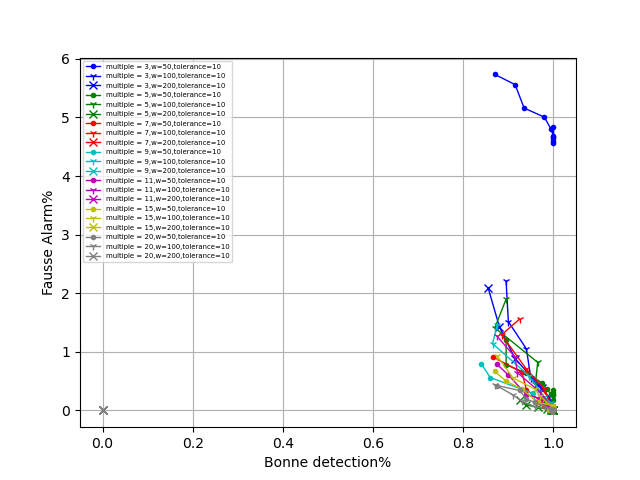 6
5
4
3
2
1
0
Fausse Alarm%
multiple = 3,w=50,tolerance=10
multiple = 3,w=100,tolerance=10
multiple = 3,w=200,tolerance=10
multiple = 5,w=50,tolerance=10
multiple = 5,w=100,tolerance=10
multiple = 5,w=200,tolerance=10
multiple = 7,w=50,tolerance=10
multiple = 7,w=100,tolerance=10
multiple = 7,w=200,tolerance=10
multiple = 9,w=50,tolerance=10
multiple = 9,w=100,tolerance=10
multiple = 9,w=200,tolerance=10
multiple = 11,w=50,tolerance=10
multiple = 11,w=100,tolerance=10
multiple = 11,w=200,tolerance=10
multiple = 15,w=50,tolerance=10
multiple = 15,w=100,tolerance=10
multiple = 15,w=200,tolerance=10
multiple = 20,w=50,tolerance=10
multiple = 20,w=100,tolerance=10
multiple = 20,w=200,tolerance=10
0.0 0.2 0.4 0.6 0.8 1.0
Bonne detection%